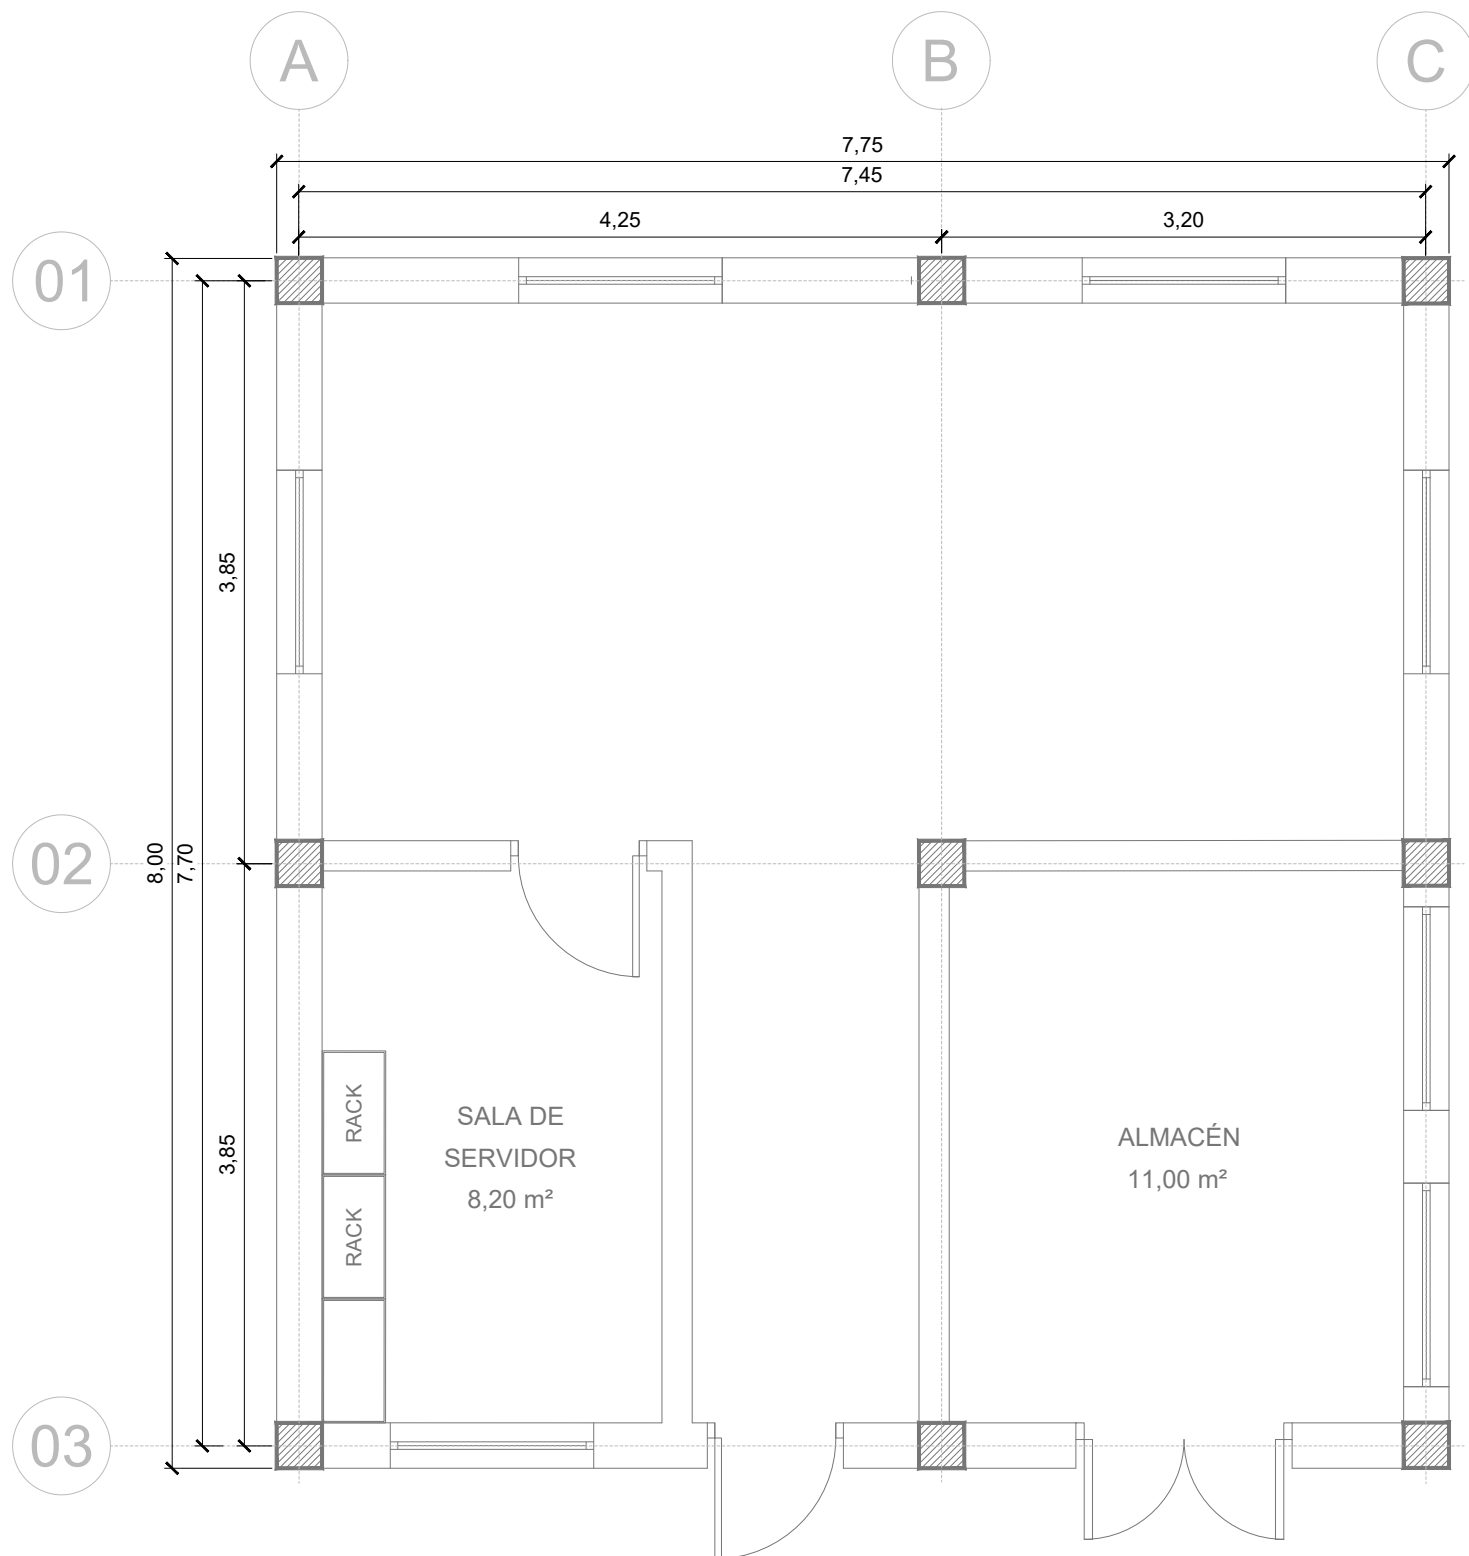 A
B
C
7,75
7,45
4,25
3,20
01
3,85
02
8,00
7,70
RACK
SALA DE
SERVIDOR
8,20 m²
ALMACÉN
11,00 m²
3,85
RACK
03